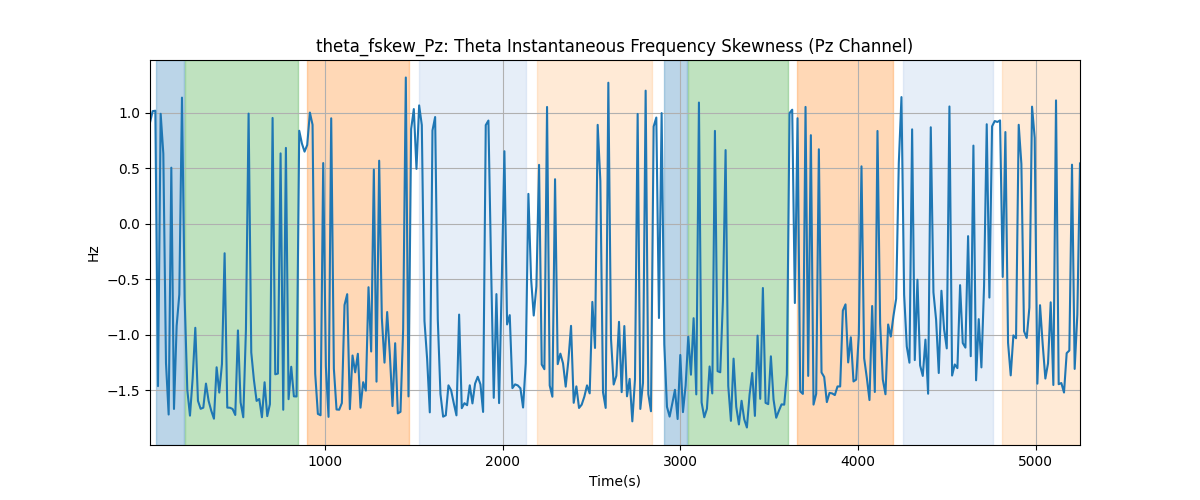 theta_fskew_Pz: Theta Instantaneous Frequency Skewness (Pz Channel)
1.0
0.5
0.0
−0.5
−1.0
−1.5
Hz
1000 2000 3000 4000 5000
Time(s)